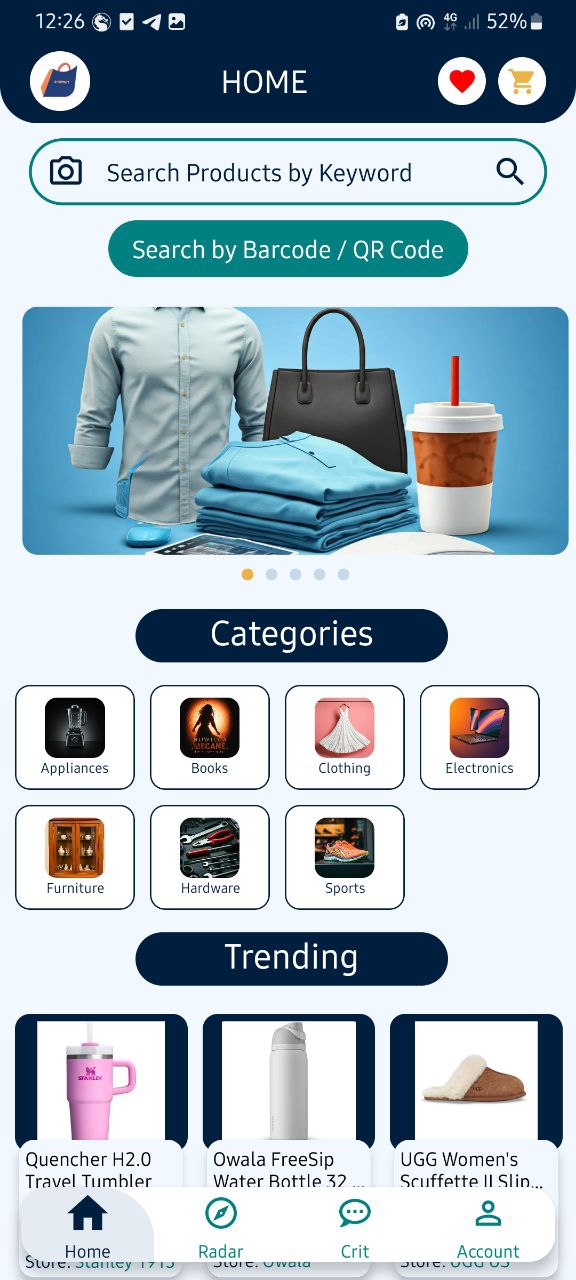 12:26
4G
52%
HOME
Search Products by Keyword
Search by Barcode / QR Code
Categories
Appliances
Books
Clothing
Electronics
Furniture
Hardware
Sports
Trending
STANLEY
Quencher H2.0
Travel Tumbler
Owala FreeSip
Water Bottle 32 ...
UGG Women's
Scuffette II Slip...
Store: Stanley 1913
Store: Owala
Store: UGG US
Home
Radar
Crit
Account